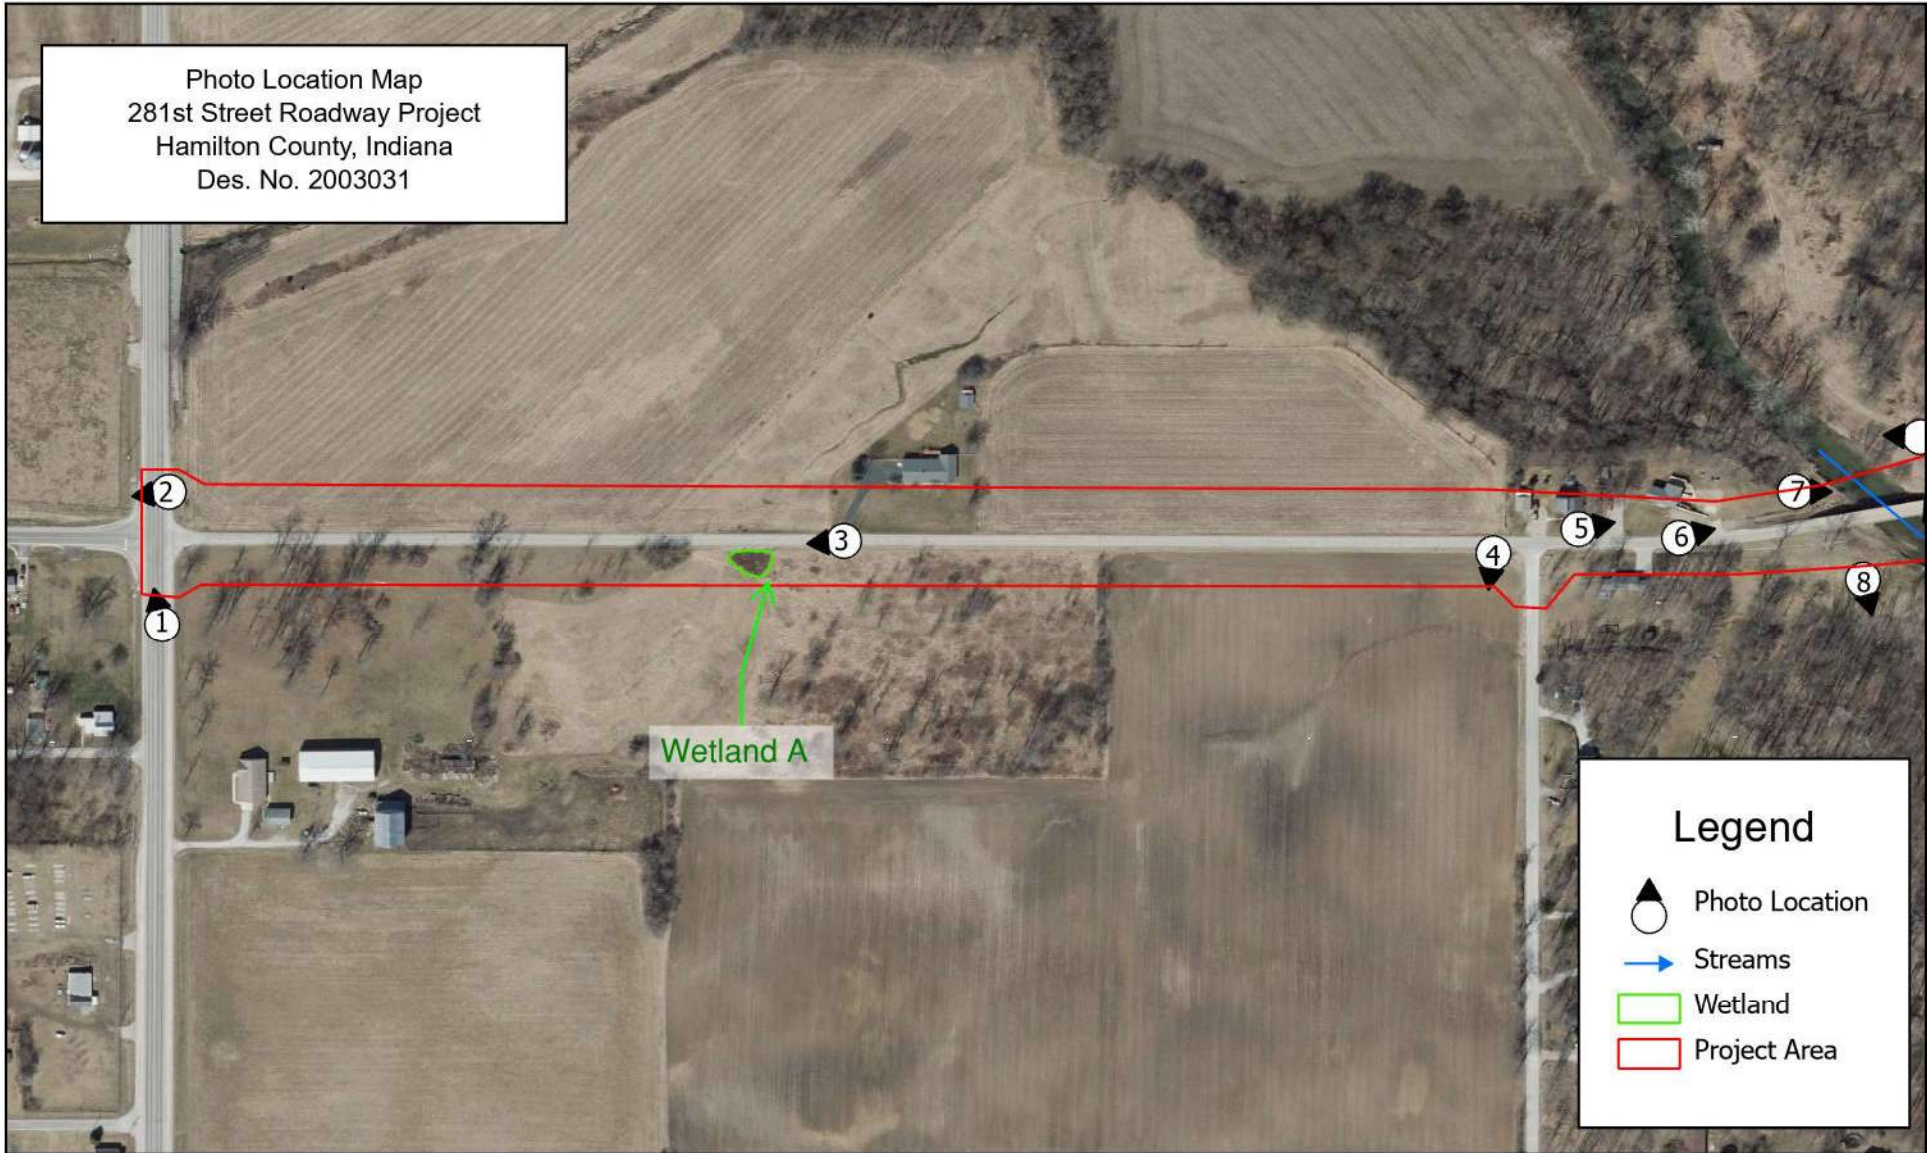 Photo Location Map
281st Street Roadway Project
Hamilton County, Indiana
Des. No. 2003031
2
3
4
5
6
7
8
1
Wetland A
Legend
Photo Location
Streams
Wetland
Project Area